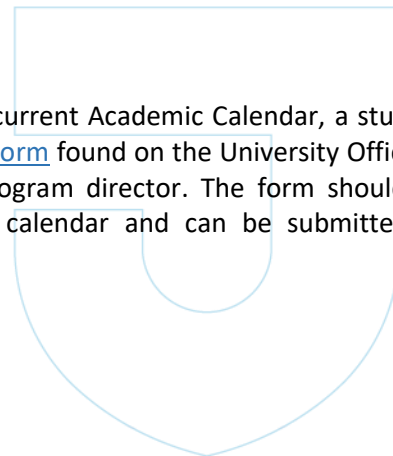 current Academic Calendar, a stu
orm found on the University Offic
ogram director. The form shoul
calendar and can be submitte